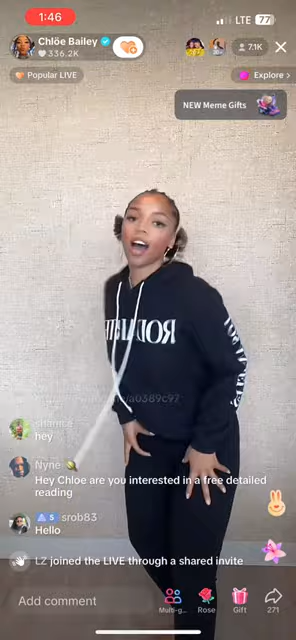 1:46
LTE 77
Chlöe Bailey
336.2K
7.1K
Popular LIVE
Explore >
NEW Meme Gifts
hey
Nyne
Hey Chloe are you interested in a free detailed
reading
S srob83
Hello
LZ joined the LIVE through a shared invite
Add comment
Multi-g...
Rose
Gift
271